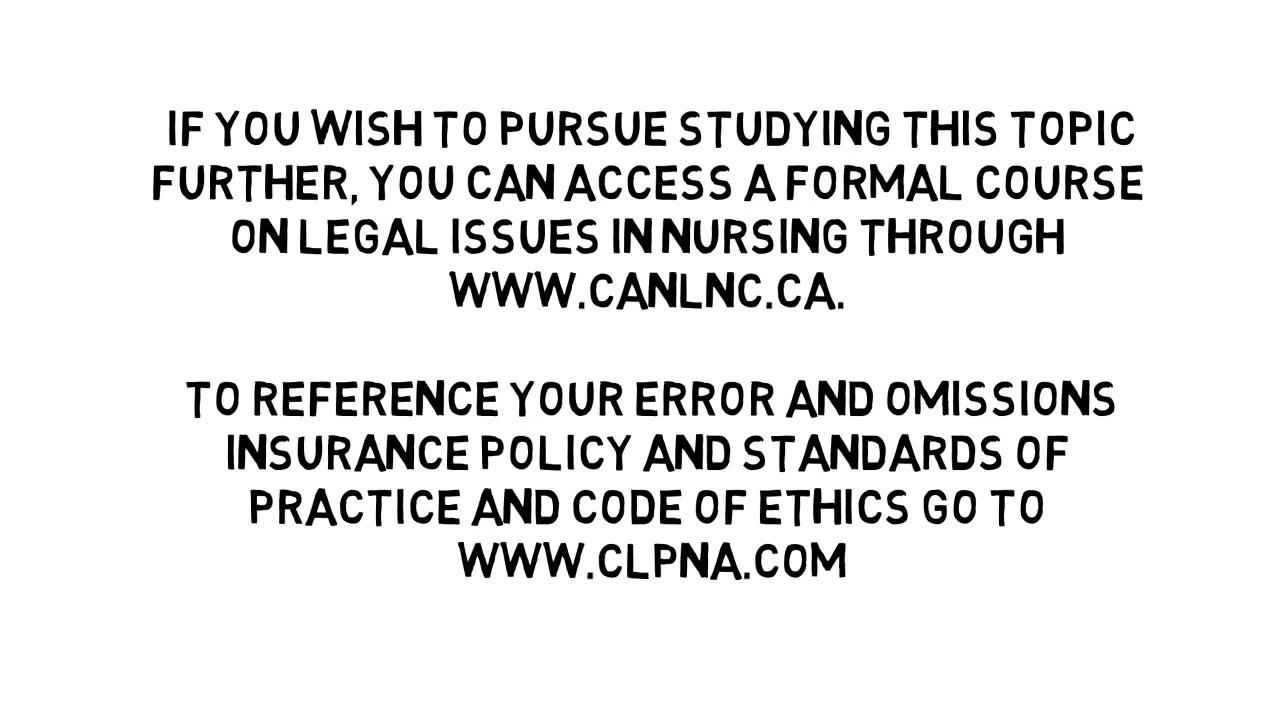 IF YOU WISH TO PURSUE STUDYING THIS TOPIC
FURTHER, YOU CAN ACCESS A FORMAL COURSE
ON LEGAL ISSUES IN NURSING THROUGH
WWW.CANLNC.CA.
TO REFERENCE YOUR ERROR AND OMISSIONS
INSURANCE POLICY AND STANDARDS OF
PRACTICE AND CODE OF ETHICS GO TO
WWW.CLPNA.COM